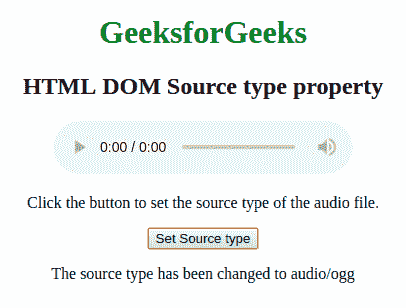 GeeksforGeeks
HTML DOM Source type property
0:00 / 0:00
Click the button to set the source type of the audio file.
Set Source type
The source type has been changed to audio/ogg